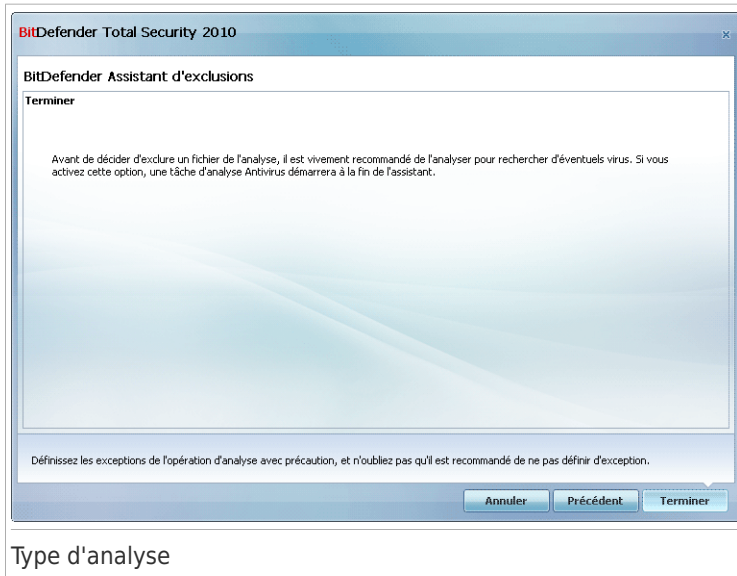 BitDefender Total Security 2010
BitDefender Assistant d'exclusions
Terminer
Avant de décider d'exclure un fichier de l'analyse, il est vivement recommandé de l'analyser pour rechercher d'éventuels virus. Si vous
activez cette option, une tâche d'analyse Antivirus démarrera à la fin de l'assistant.
Définissez les exceptions de l'opération d'analyse avec précaution, et n'oubliez pas qu'il est recommandé de ne pas définir d'exception.
Annuler Précédent Terminer
Type d'analyse